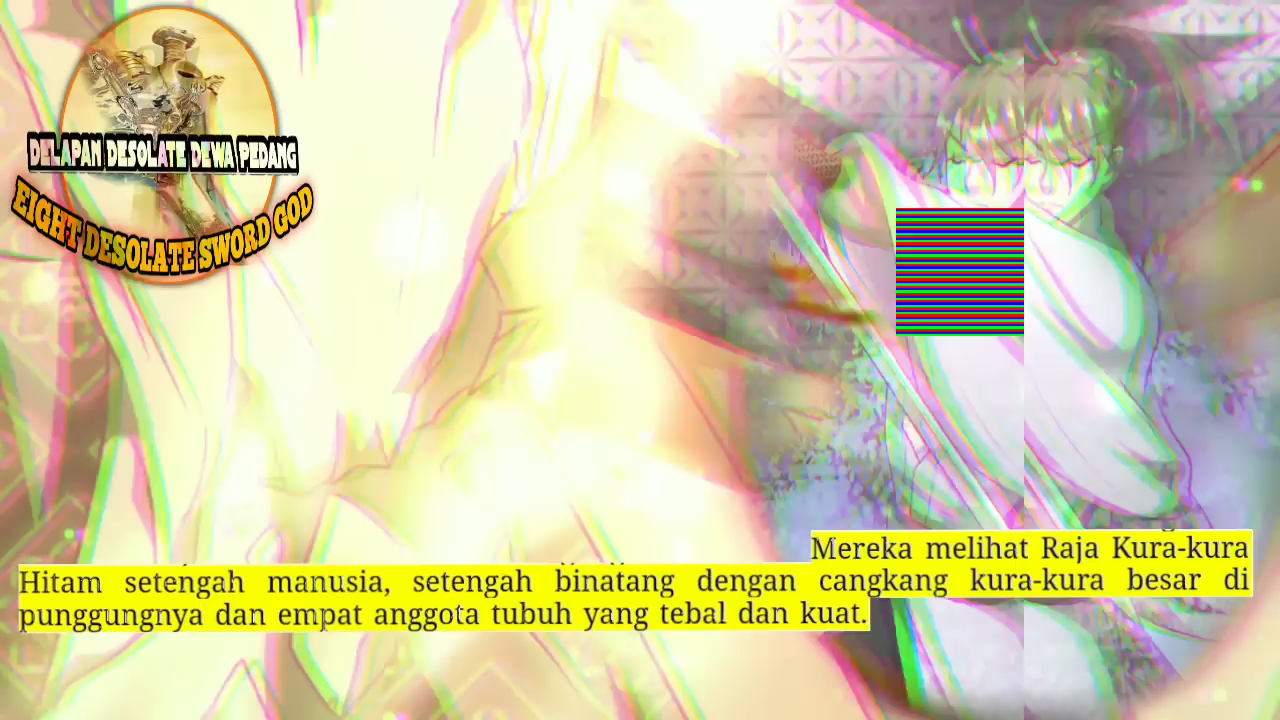 DELAPAN DESOLATE DEWA PEDANG
EIGHT DESOLATE SWORD GOD
Mereka melihat Raja Kura-kura
Hitam setengah manusia, setengah binatang dengan cangkang kura-kura besar di
punggungnya dan empat anggota tubuh yang tebal dan kuat.